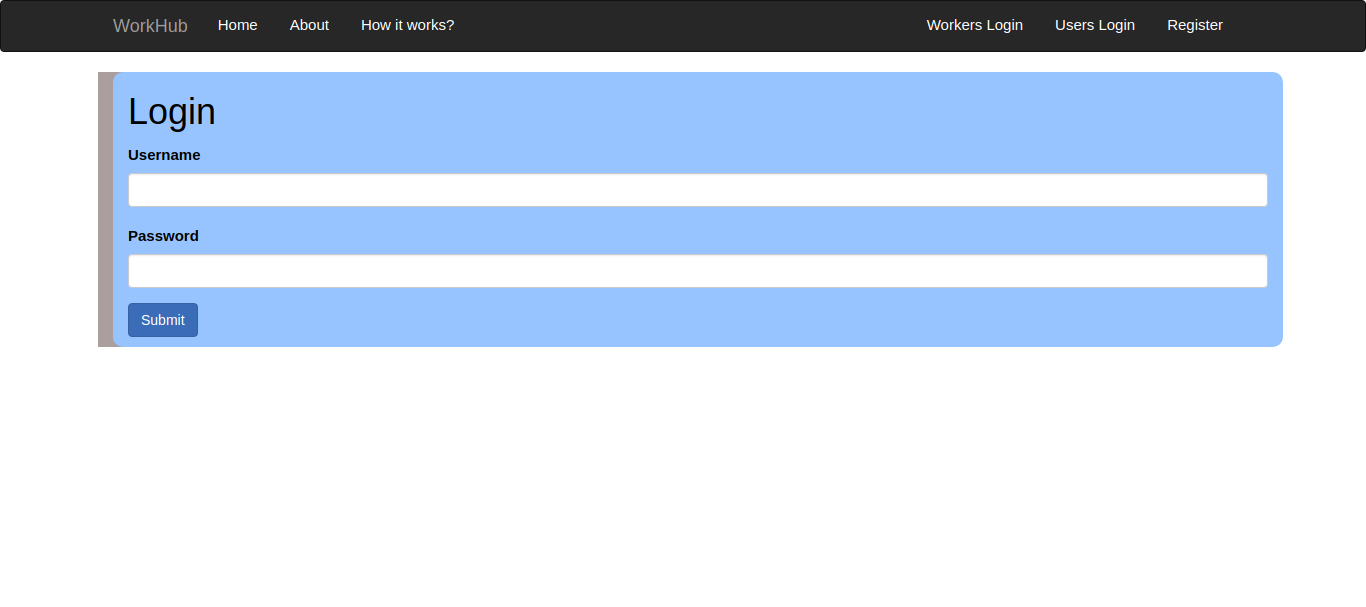 WorkHub Home About How it works? Workers Login Users Login Register
Login
Username
Password
Submit